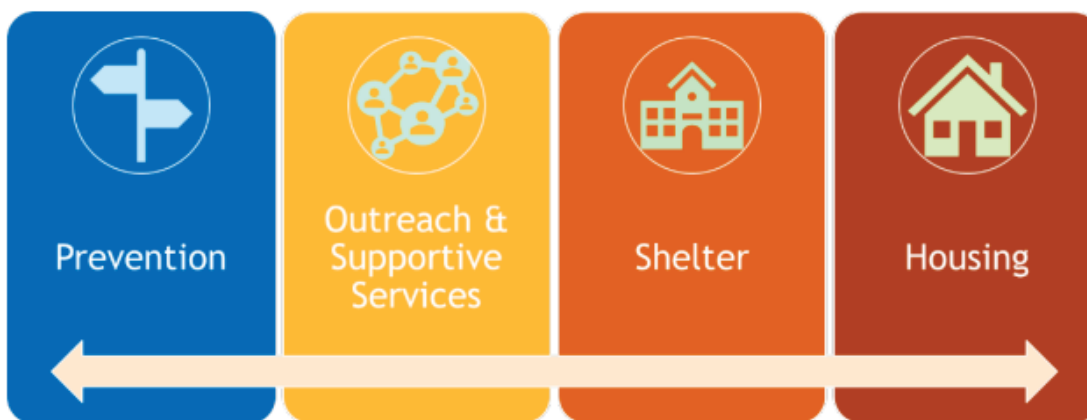 Prevention
Outreach &
Supportive
Services
Shelter
Housing